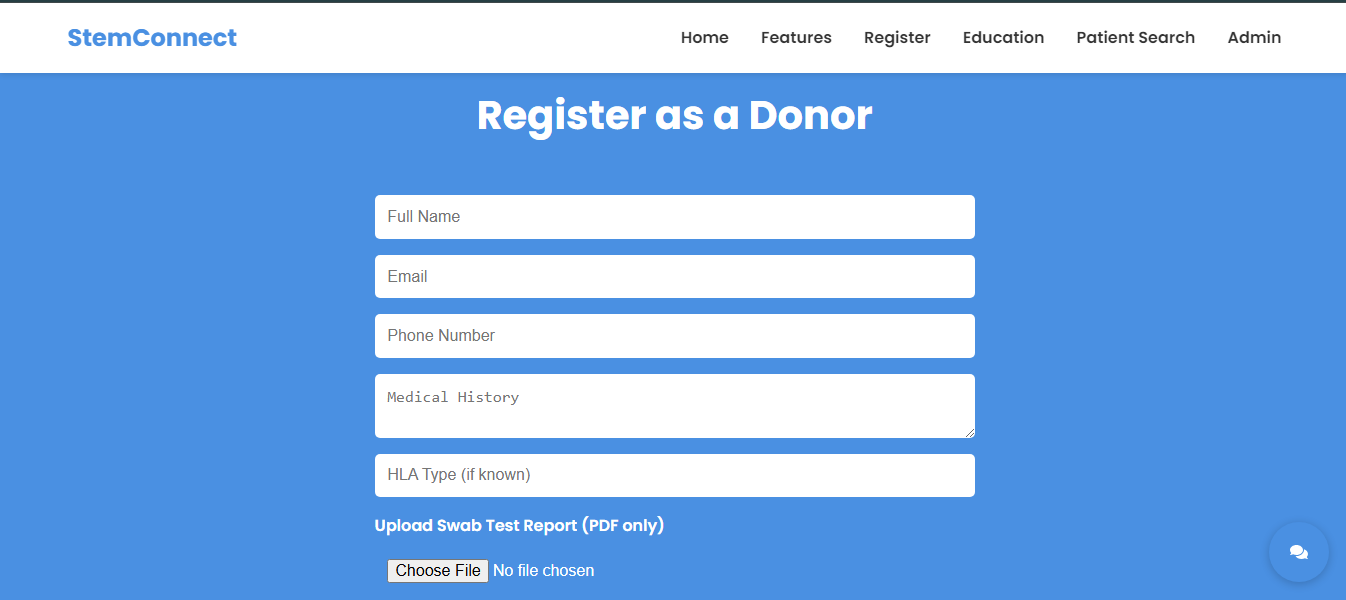 StemConnect Home Features Register Education Patient Search Admin
Register as a Donor
Full Name
Email
Phone Number
Medical History
HLA Type (if known)
Upload Swab Test Report (PDF only)
Choose File No file chosen